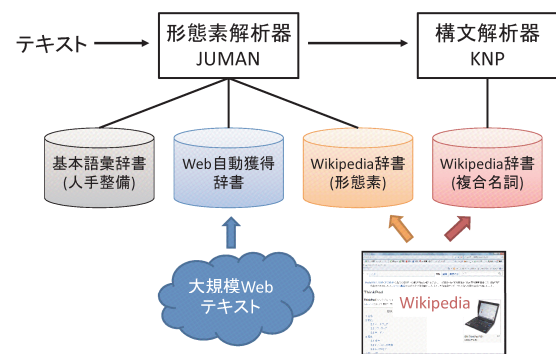 テキスト
形態素解析器
JUMAN
構文解析器
KNP
基本語彙辞書
(人手整備)
Web自動獲得
辞書
Wikipedia辞書
(形態素)
Wikipedia辞書
(複合名詞)
大規模Web
テキスト
ThinkPad
Wikipedia